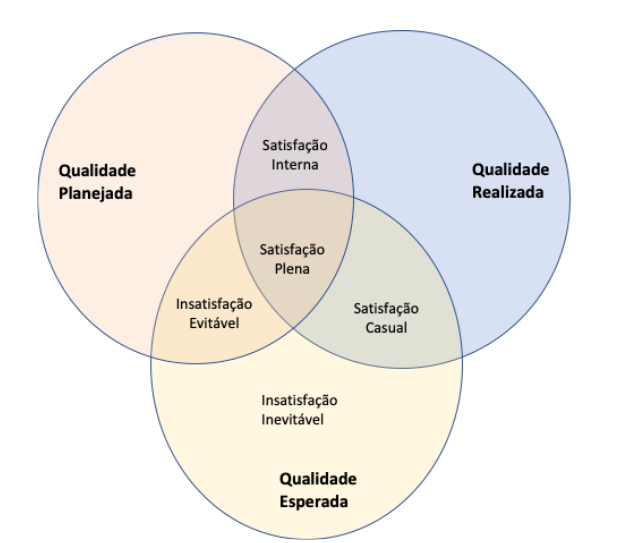 Satisfação
Interna
Qualidade
Planejada
Qualidade
Realizada
Satisfação
Plena
Insatisfação
Evitável
Satisfação
Casual
Insatisfação
Inevitável
Qualidade
Esperada